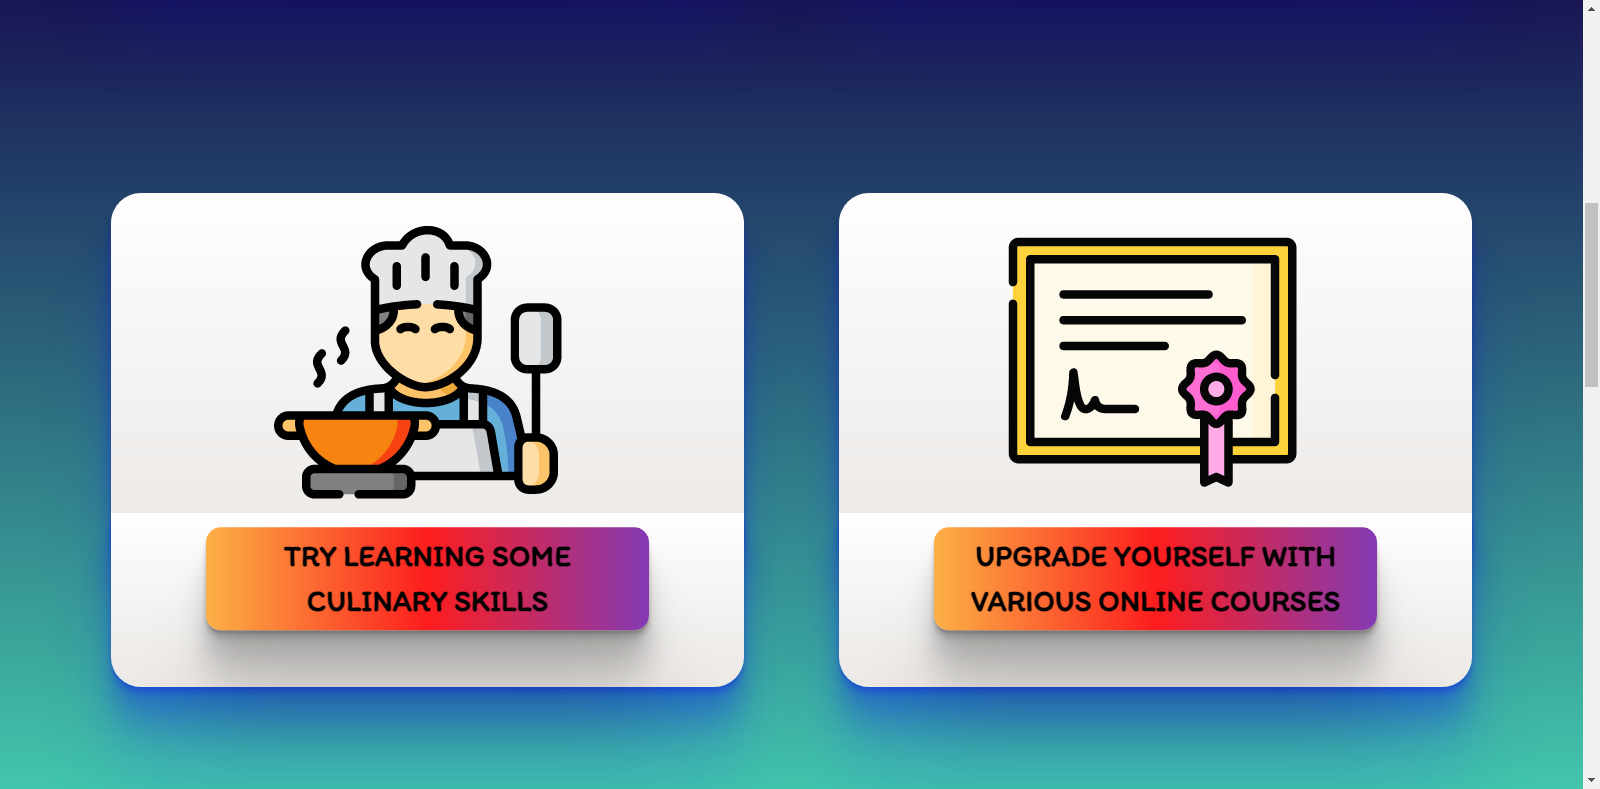 TRY LEARNING SOME
CULINARY SKILLS
UPGRADE YOURSELF WITH
VARIOUS ONLINE COURSES